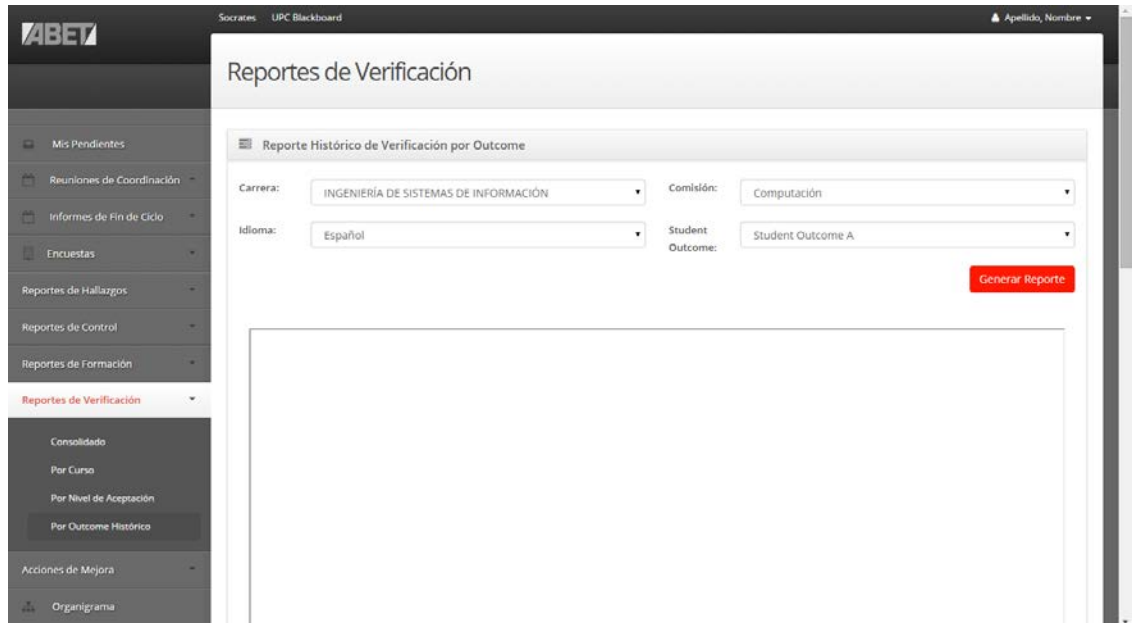 ABET
Socrates UPC Blackboard Apellido, Nombre
Reportes de Verificación
Mis Pendientes
Reuniones de Coordinación
Informes de Fin de Ciclo
Encuestas
Reportes de Hallazgos
Reportes de Control
Reportes de Formación
Reportes de Verificación
Consolidado
Por Curso
Por Nivel de Aceptación
Por Outcome Histórico
Acciones de Mejora
Organigrama
Reporte Histórico de Verificación por Outcome
Carrera: INGENIERÍA DE SISTEMAS DE INFORMACIÓN Comisión: Computación
Idioma: Español Student Outcome: Student Outcome A
Generar Reporte